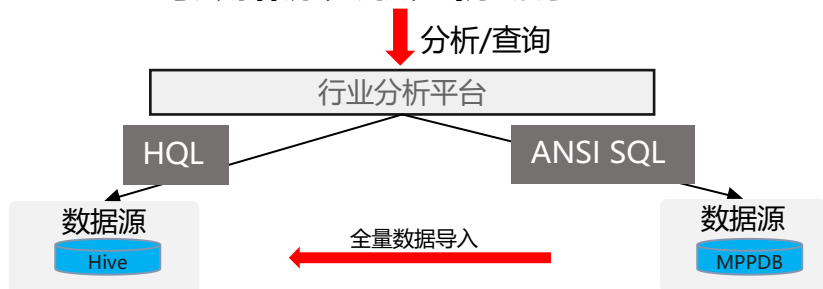 分析/查询
行业分析平台
HQL
ANSI SQL
数据源
Hive
全量数据导入
数据源
MPPDB